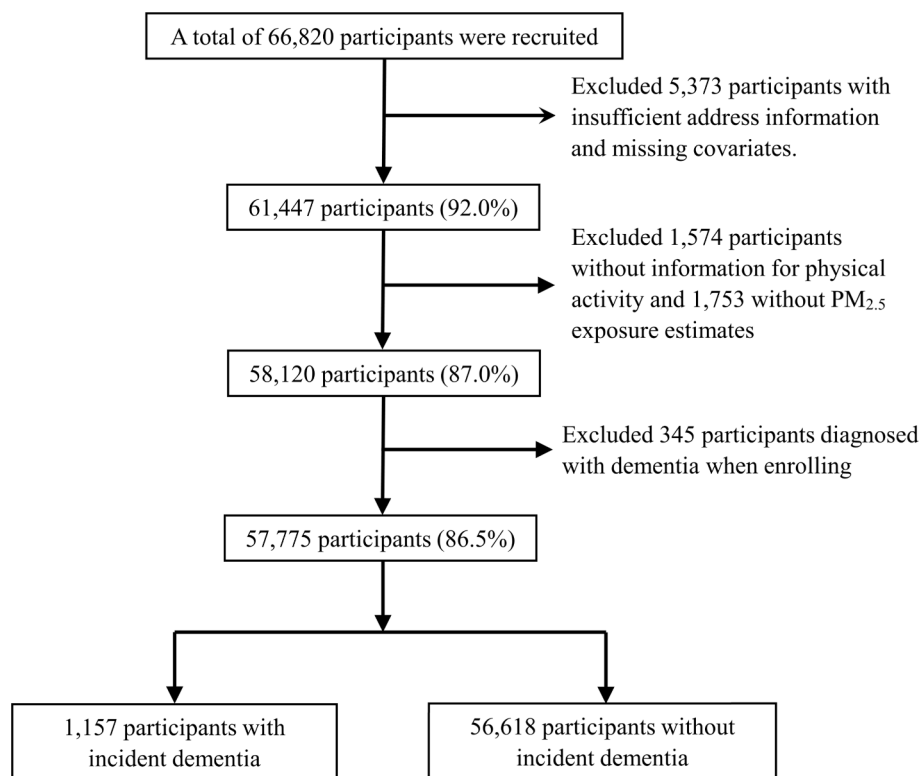 A total of 66,820 participants were recruited
Excluded 5,373 participants with
insufficient address information
and missing covariates.
61,447 participants (92.0%)
Excluded 1,574 participants
without information for physical
activity and 1,753 without PM₂.₅
exposure estimates
58,120 participants (87.0%)
Excluded 345 participants diagnosed
with dementia when enrolling
57,775 participants (86.5%)
1,157 participants with
incident dementia
56,618 participants without
incident dementia